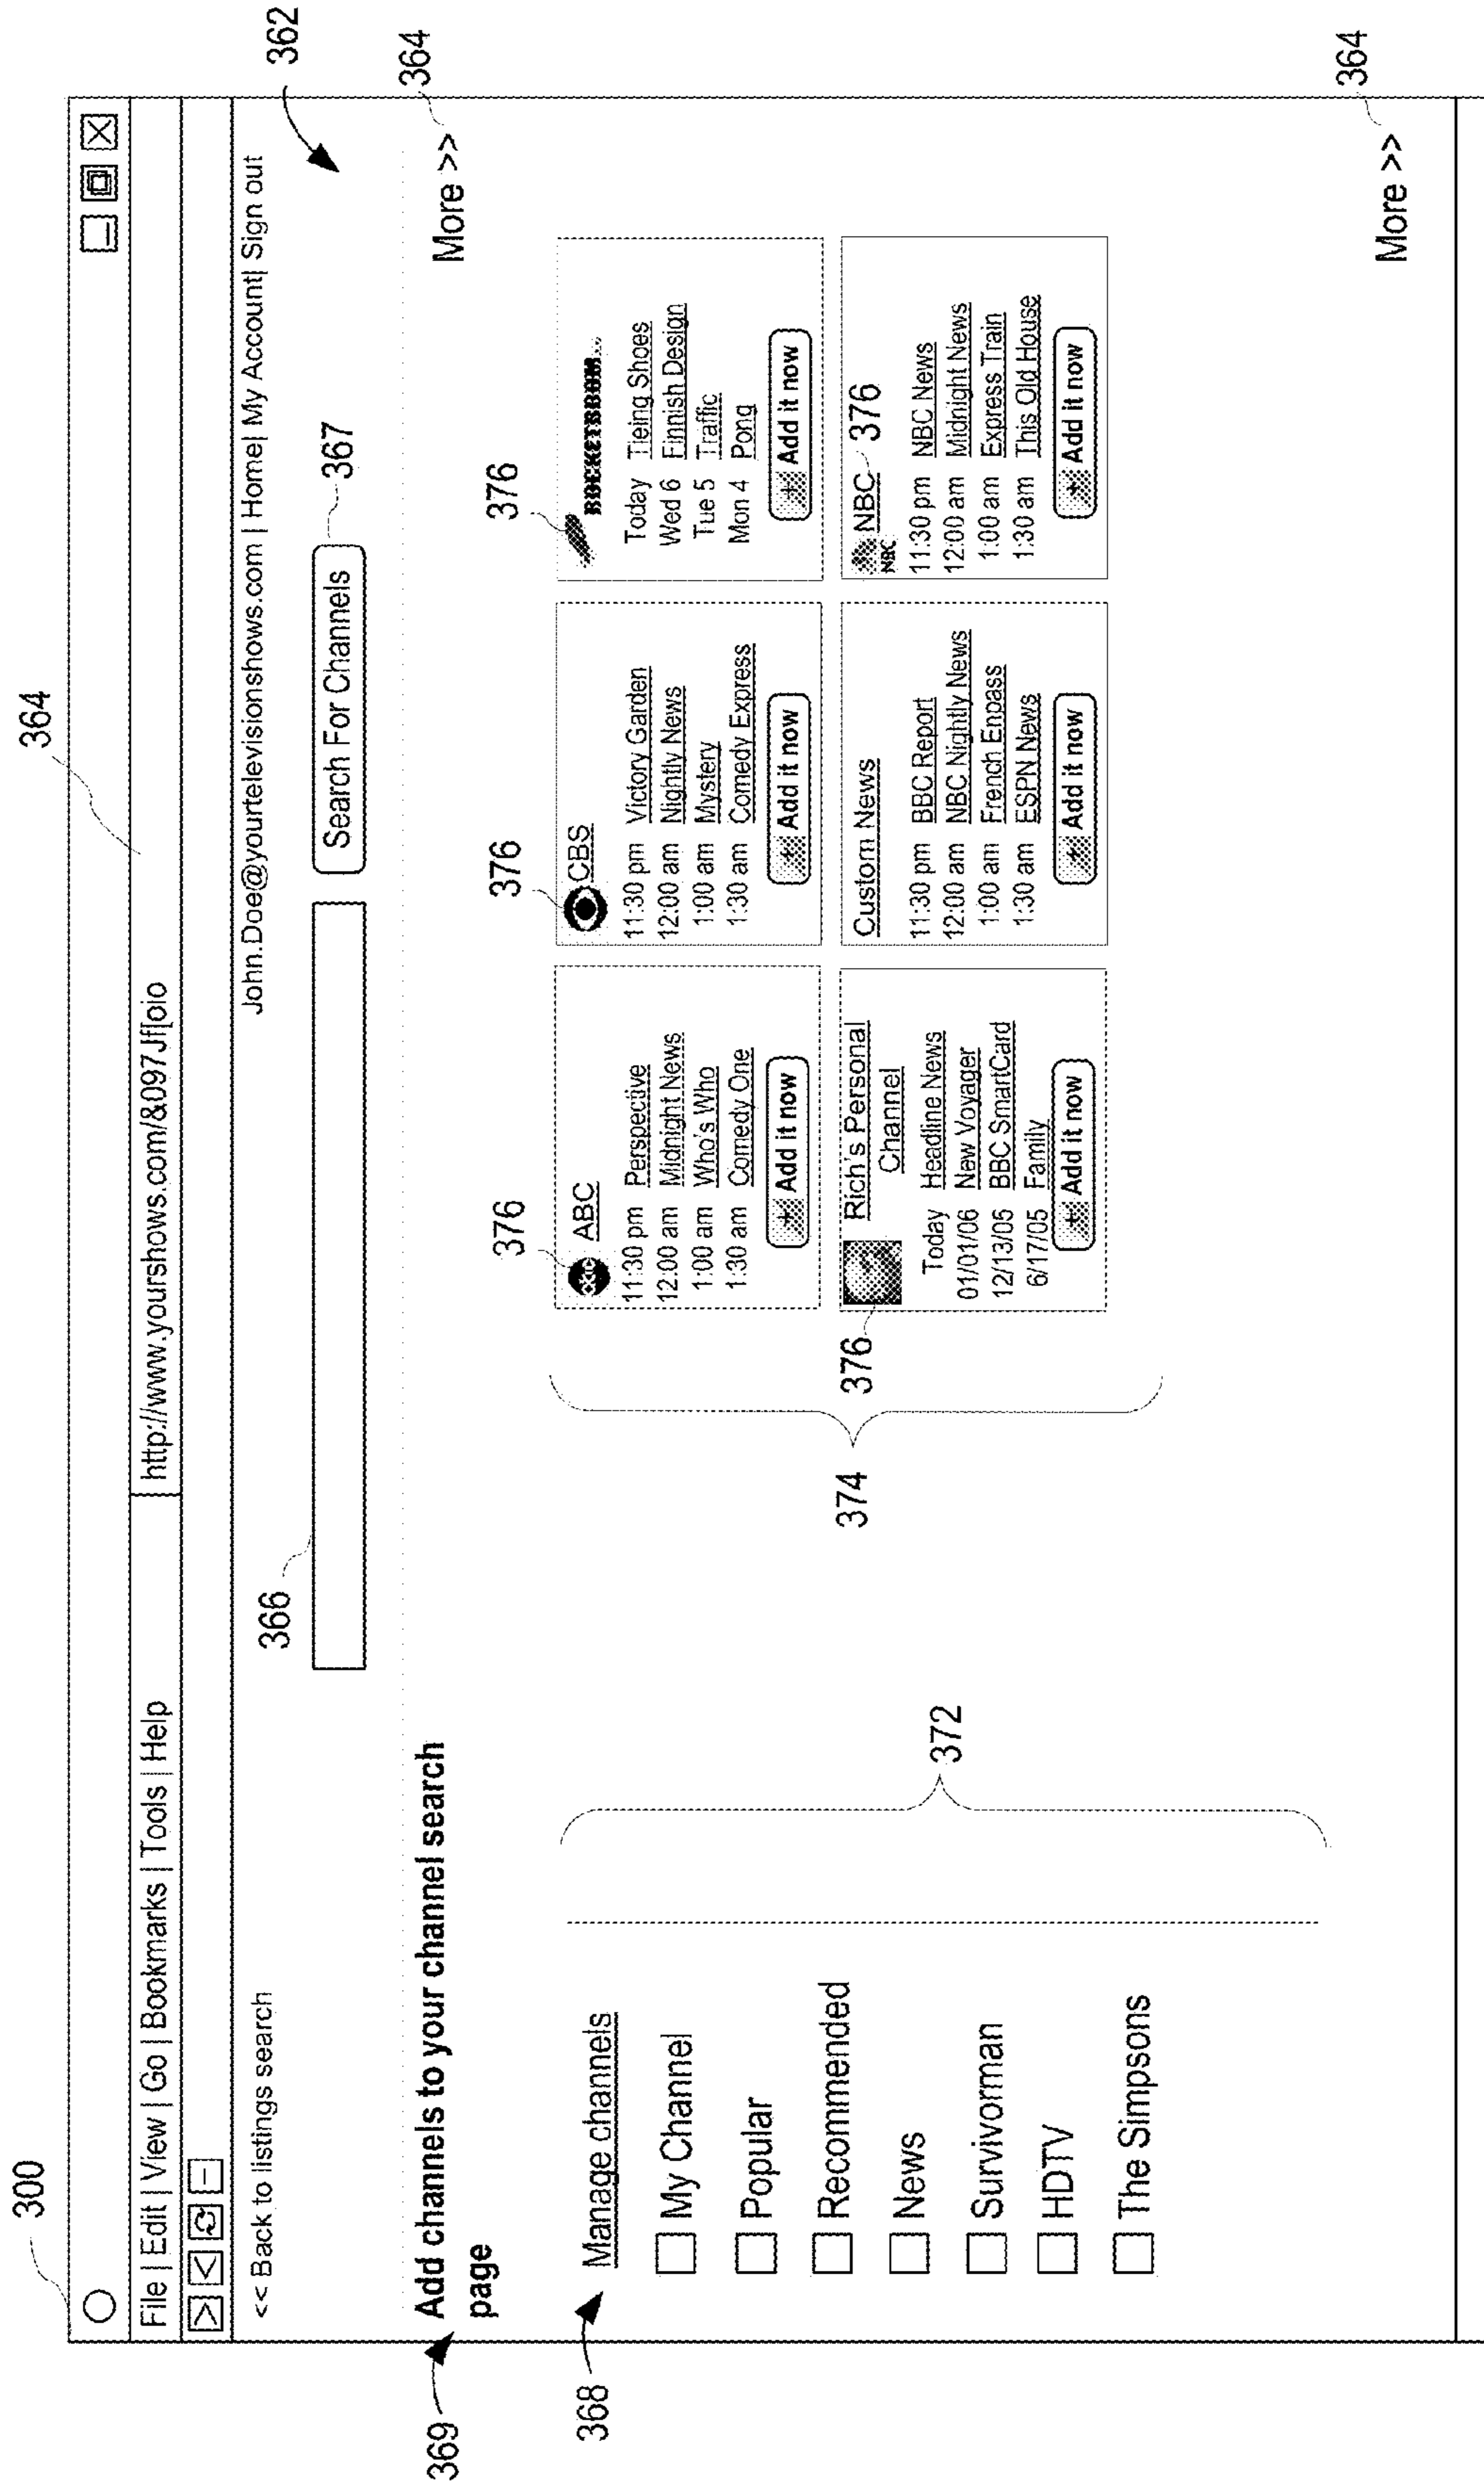 300
364
362
File | Edit | View | Go | Bookmarks | Tools | Help
http://www.yourshows.com/&097Jf[oio
<< Back to listings search
John.Doe@yourtelevisionshows.com | Home| My Account| Sign out
366
Search For Channels
367
369
Add channels to your channel search
page
More >>
364
368
Manage channels
My Channel
Popular
Recommended
News
Survivorman
HDTV
The Simpsons
372
374
376
ABC
11:30 pm Perspective
12:00 am Midnight News
1:00 am Who's Who
1:30 am Comedy One
+ Add it now
376
CBS
11:30 pm Victory Garden
12:00 am Nightly News
1:00 am Mystery
1:30 am Comedy Express
+ Add it now
376
ROCKETBOOM
Today Tieing Shoes
Wed 6 Finnish Design
Tue 5 Traffic
Mon 4 Pong
+ Add it now
376
Rich's Personal
Channel
Today Headline News
01/01/06 New Voyager
12/13/05 BBC SmartCard
6/17/05 Family
+ Add it now
Custom News
11:30 pm BBC Report
12:00 am NBC Nightly News
1:00 am French Enpass
1:30 am ESPN News
+ Add it now
NBC
NBC
376
11:30 pm NBC News
12:00 am Midnight News
1:00 am Express Train
1:30 am This Old House
+ Add it now
More >>
364